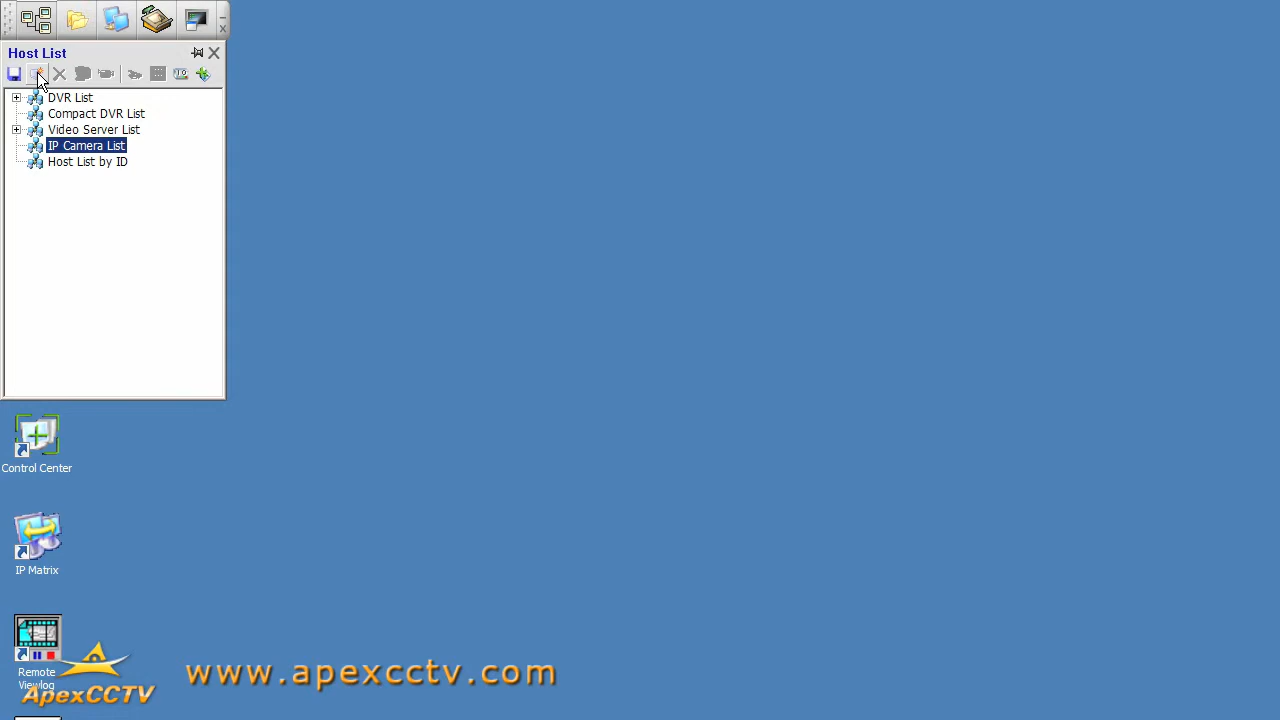 Host List
DVR List
Compact DVR List
Video Server List
IP Camera List
Host List by ID
Control Center
IP Matrix
Remote
Viewlog
ApexCCTV
www.apexcctv.com